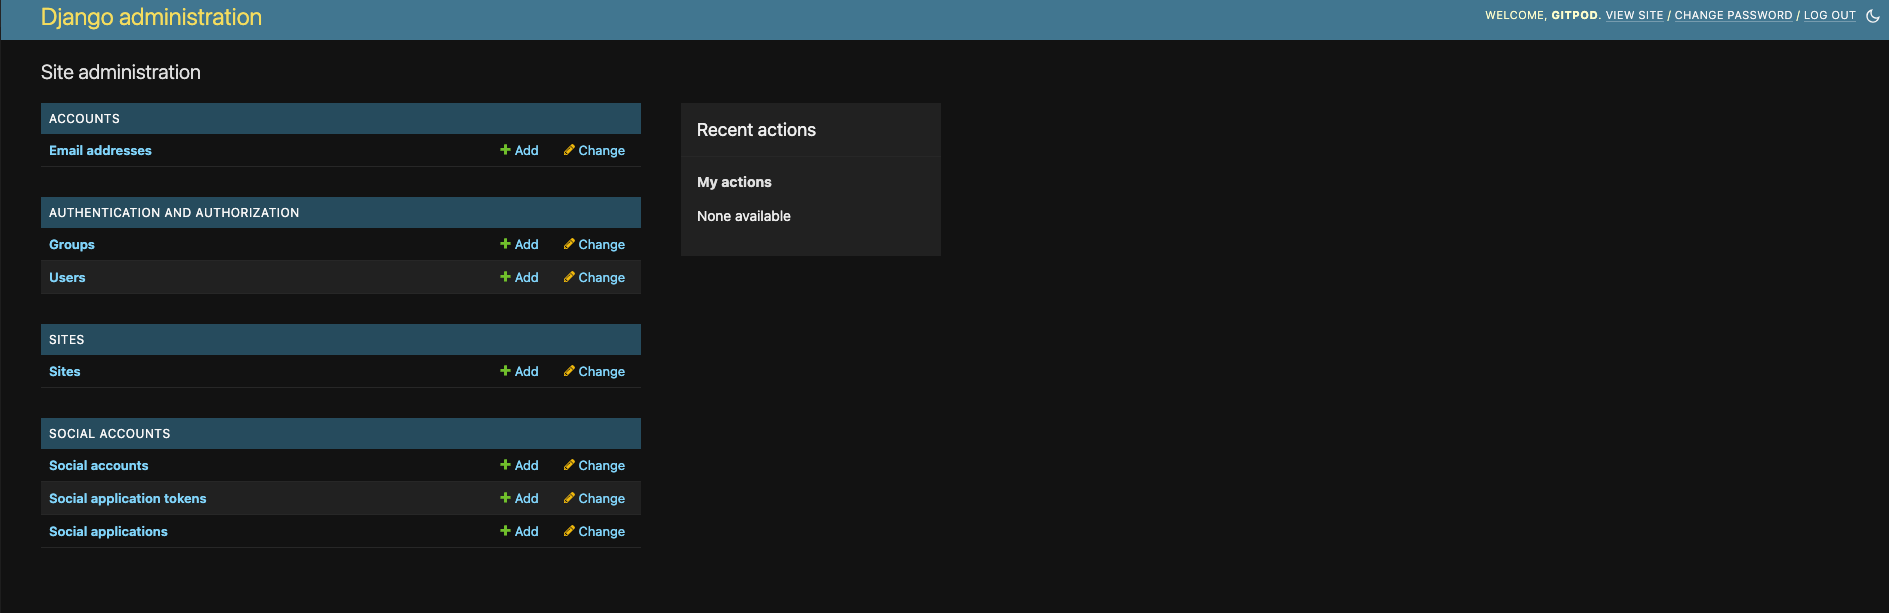 Django administration
WELCOME, GITPOD. VIEW SITE / CHANGE PASSWORD / LOG OUT
Site administration
ACCOUNTS
Email addresses Add Change
AUTHENTICATION AND AUTHORIZATION
Groups Add Change
Users Add Change
SITES
Sites Add Change
SOCIAL ACCOUNTS
Social accounts Add Change
Social application tokens Add Change
Social applications Add Change
Recent actions
My actions
None available